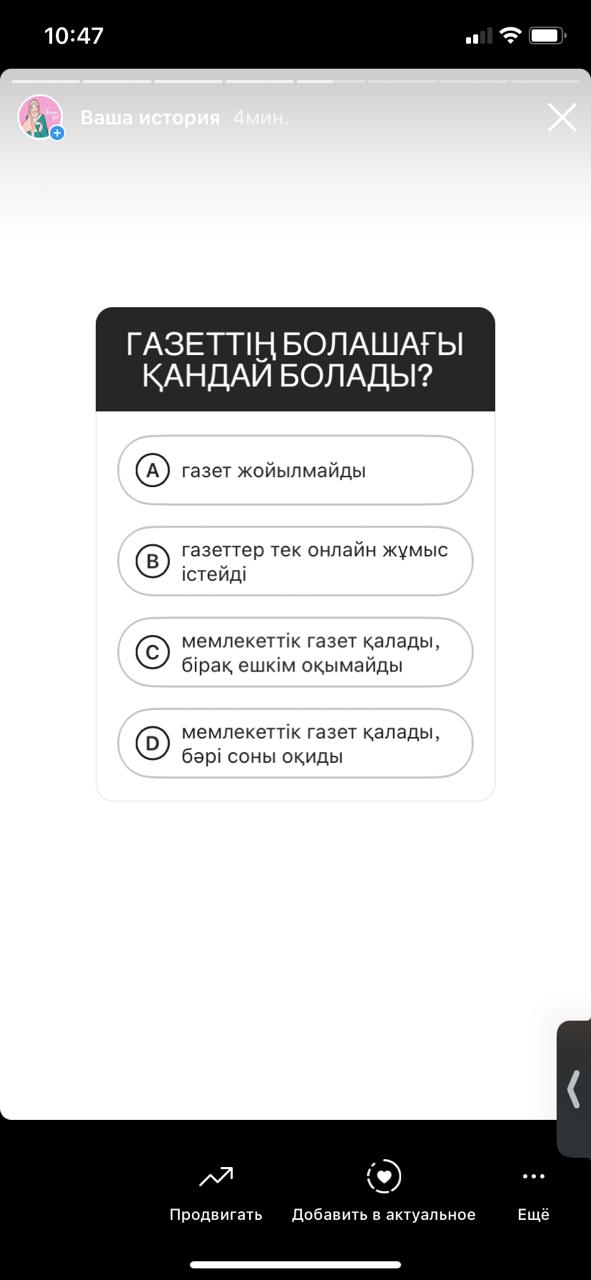 10:47
Ваша история 4мин.
ГАЗЕТТІҢ БОЛАШАҒЫ
ҚАНДАЙ БОЛАДЫ?
A газет жойылмайды
B газеттер тек онлайн жұмыс
істейді
C мемлекеттік газет қалады,
бірақ ешкім оқымайды
D мемлекеттік газет қалады,
бәрі соны оқиды
Продвигать Добавить в актуальное Ещё